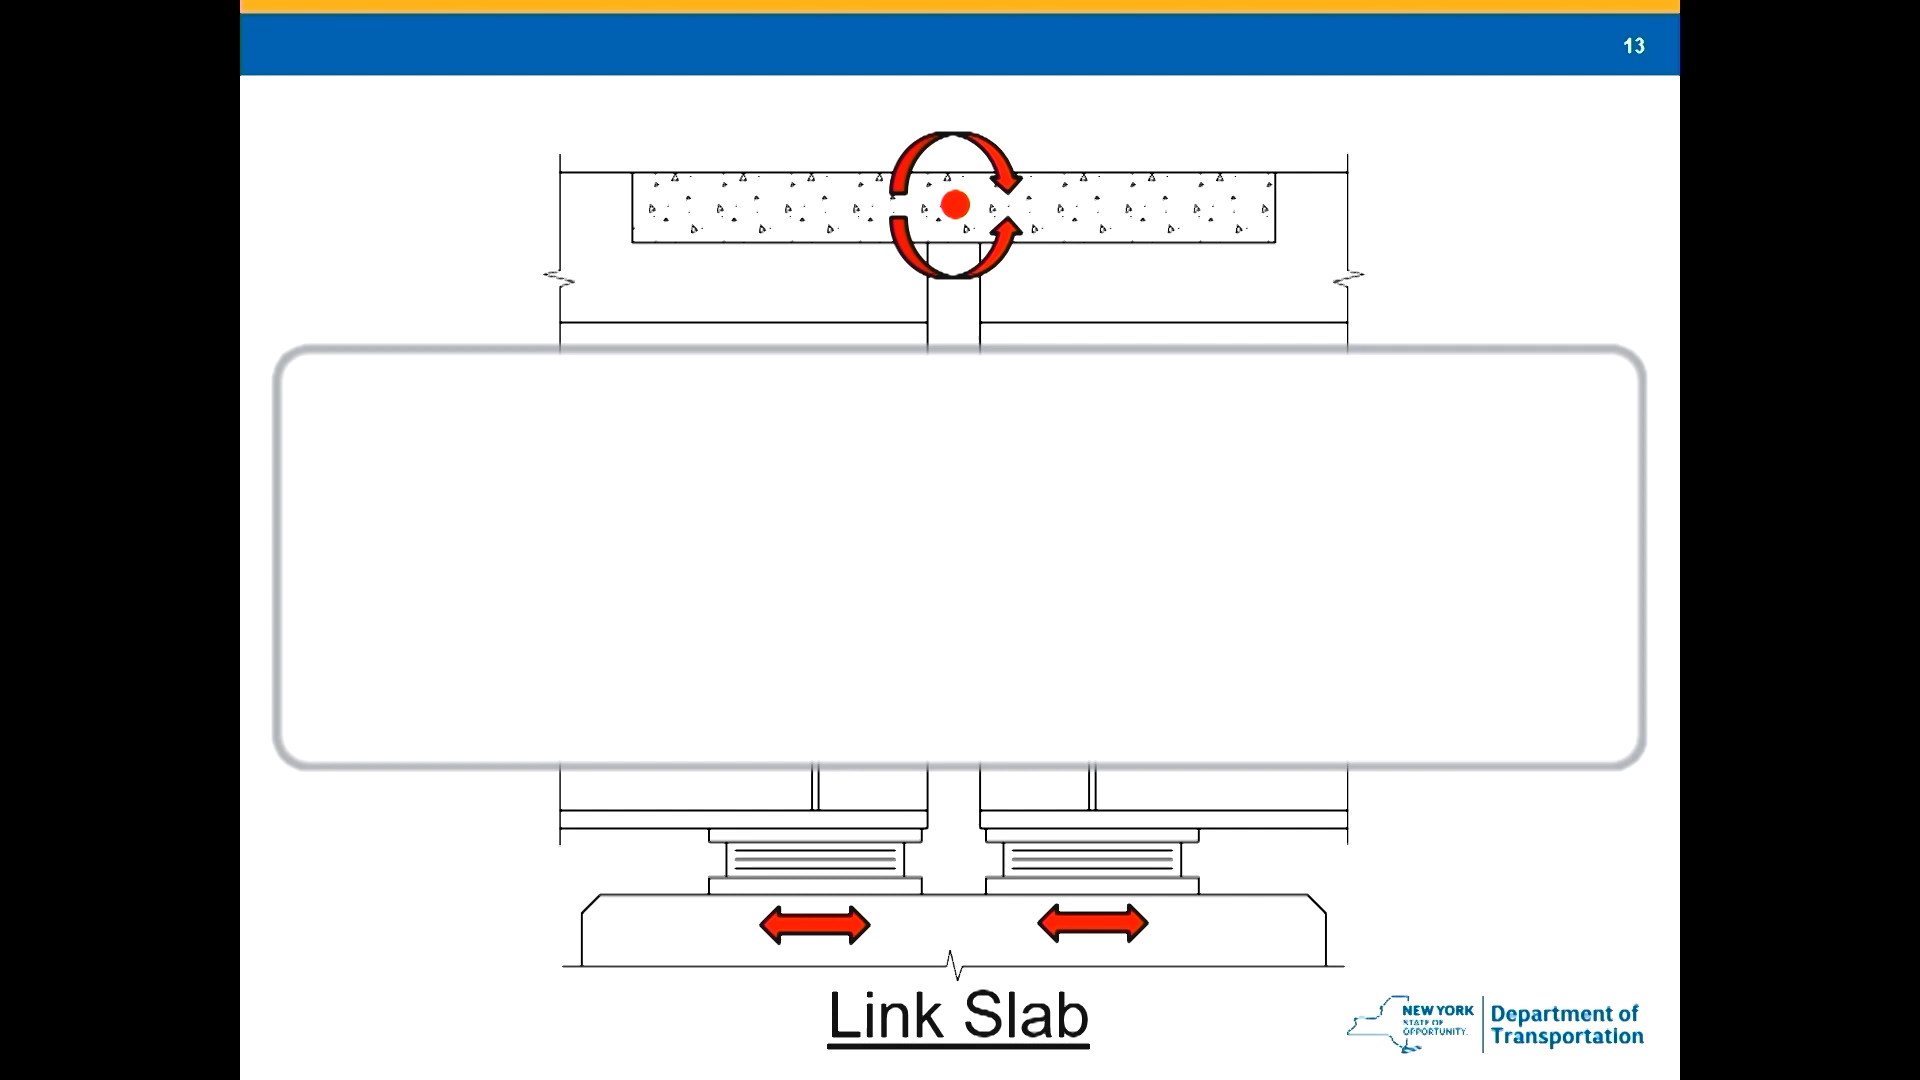 13
Link Slab
NEW YORK
STATE OF
OPPORTUNITY.
Department of
Transportation